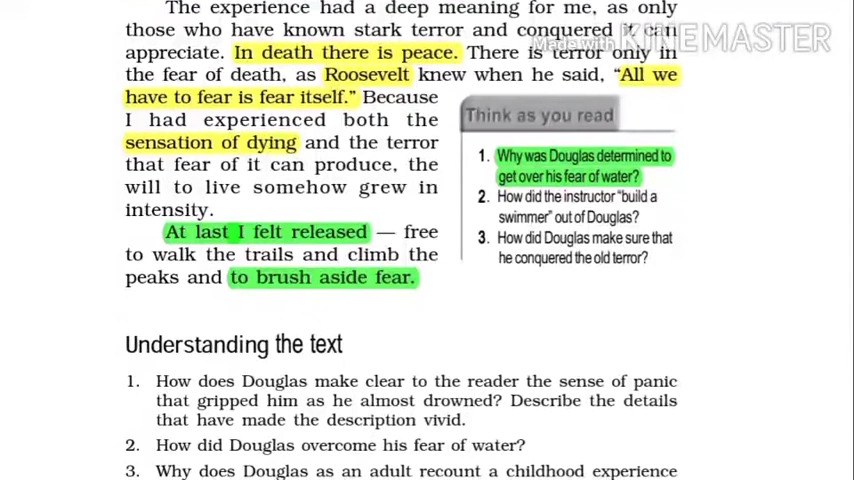 The experience had a deep meaning for me, as only
those who have known stark terror and conquered it can
appreciate. In death there is peace. There is terror only in
the fear of death, as Roosevelt knew when he said, “All we
have to fear is fear itself.” Because
I had experienced both the
sensation of dying and the terror
that fear of it can produce, the
will to live somehow grew in
intensity.
At last I felt released — free
to walk the trails and climb the
peaks and to brush aside fear.
Made with KINEMASTER
Think as you read
1. Why was Douglas determined to
get over his fear of water?
2. How did the instructor “build a
swimmer” out of Douglas?
3. How did Douglas make sure that
he conquered the old terror?
Understanding the text
1. How does Douglas make clear to the reader the sense of panic
that gripped him as he almost drowned? Describe the details
that have made the description vivid.
2. How did Douglas overcome his fear of water?
3. Why does Douglas as an adult recount a childhood experience